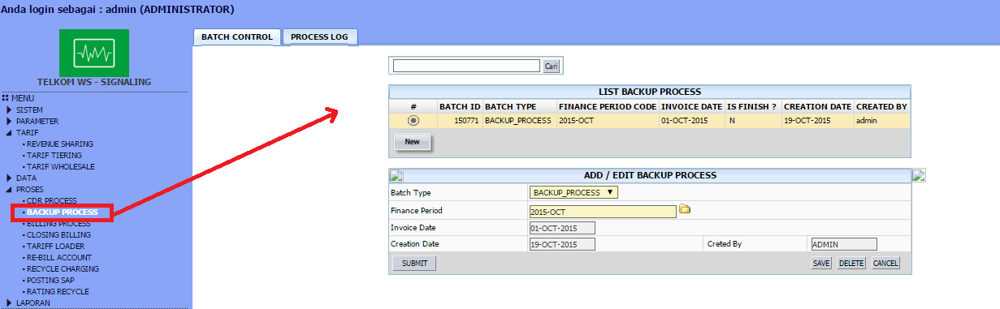 Anda login sebagai : admin (ADMINISTRATOR)
TELKOM WS - SIGNALING
MENU
SISTEM
PARAMETER
TARIF
REVENUE SHARING
TARIF TIERING
TARIF WHOLESALE
DATA
PROSES
CDR PROCESS
BACKUP PROCESS
BILLING PROCESS
CLOSING BILLING
TARIFF LOADER
RE-BILL ACCOUNT
RECYCLE CHARGING
POSTING SAP
RATING RECYCLE
LAPORAN
BATCH CONTROL PROCESS LOG
Cari
LIST BACKUP PROCESS
# BATCH ID BATCH TYPE FINANCE PERIOD CODE INVOICE DATE IS FINISH ? CREATION DATE CREATED BY
150771 BACKUP_PROCESS 2015-OCT 01-OCT-2015 N 19-OCT-2015 admin
New
ADD / EDIT BACKUP PROCESS
Batch Type BACKUP_PROCESS
Finance Period 2015-OCT
Invoice Date 01-OCT-2015
Creation Date 19-OCT-2015 Creted By ADMIN
SUBMIT SAVE DELETE CANCEL